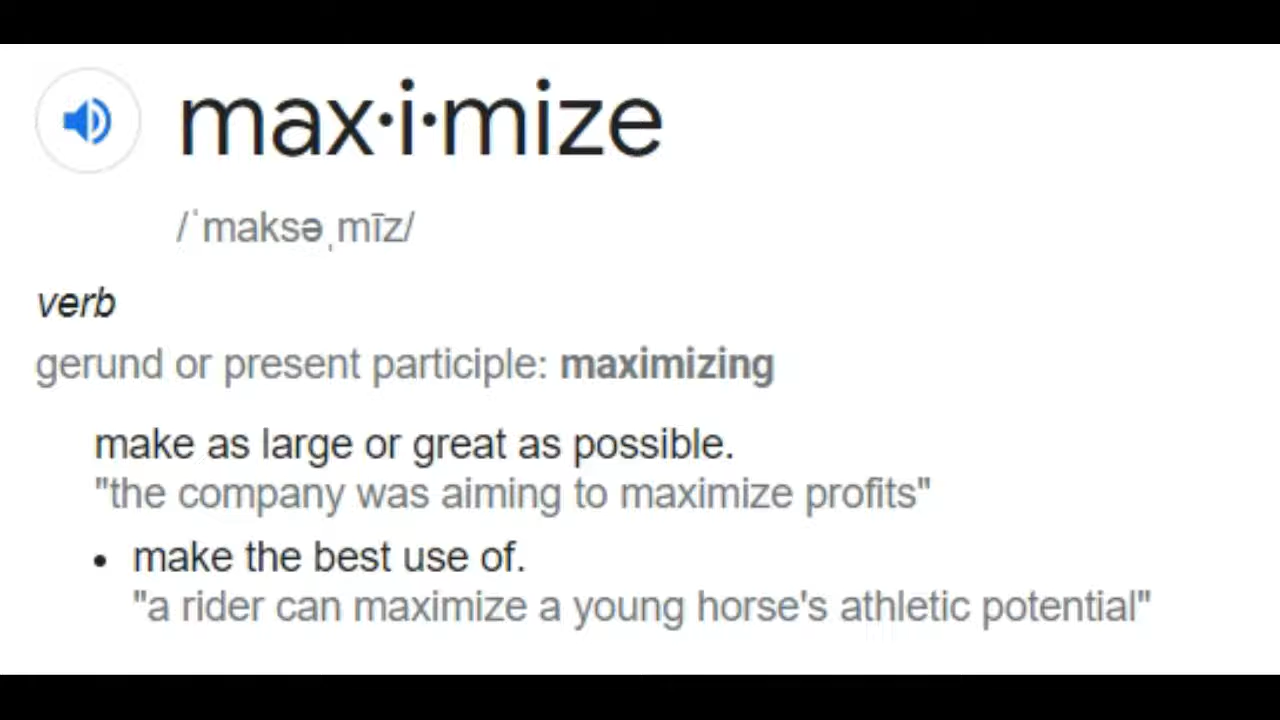 max·i·mize
/ˈmaksəˌmīz/
verb
gerund or present participle: maximizing
make as large or great as possible.
"the company was aiming to maximize profits"
• make the best use of.
"a rider can maximize a young horse's athletic potential"